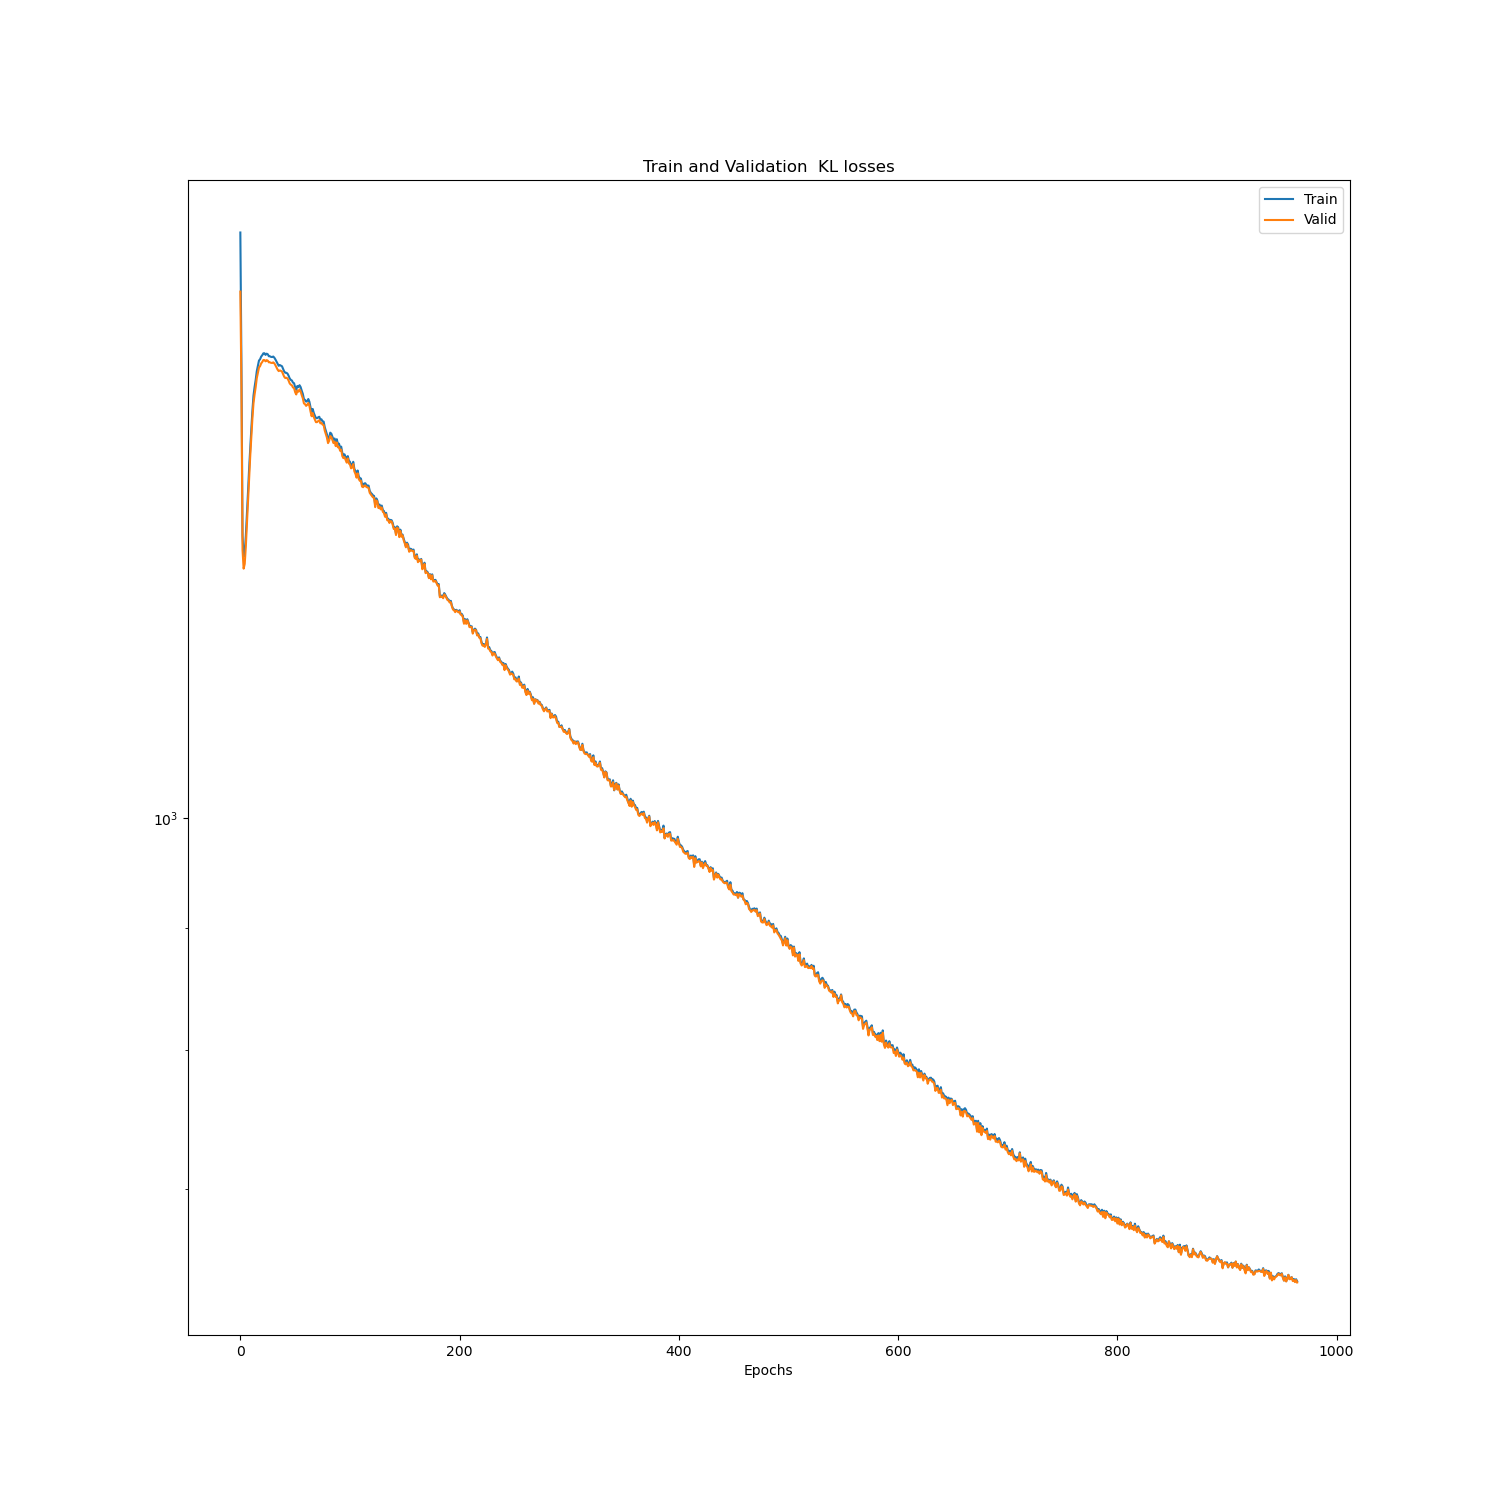 Train and Validation  KL losses
Train
Valid
10³
0 200 400 600 800 1000
Epochs